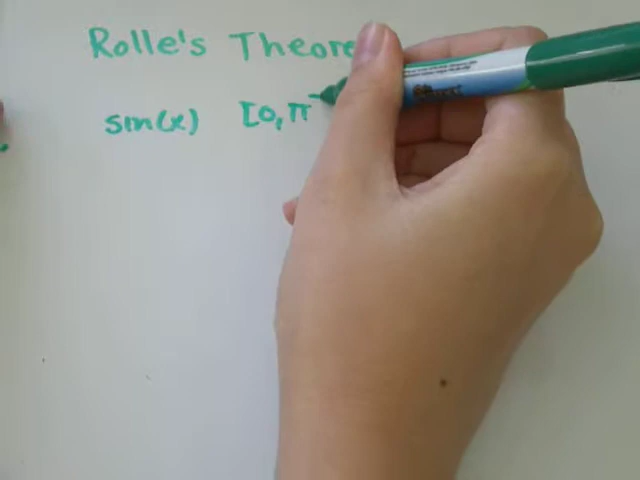 Rolle's Theore
sin(x) [0,π